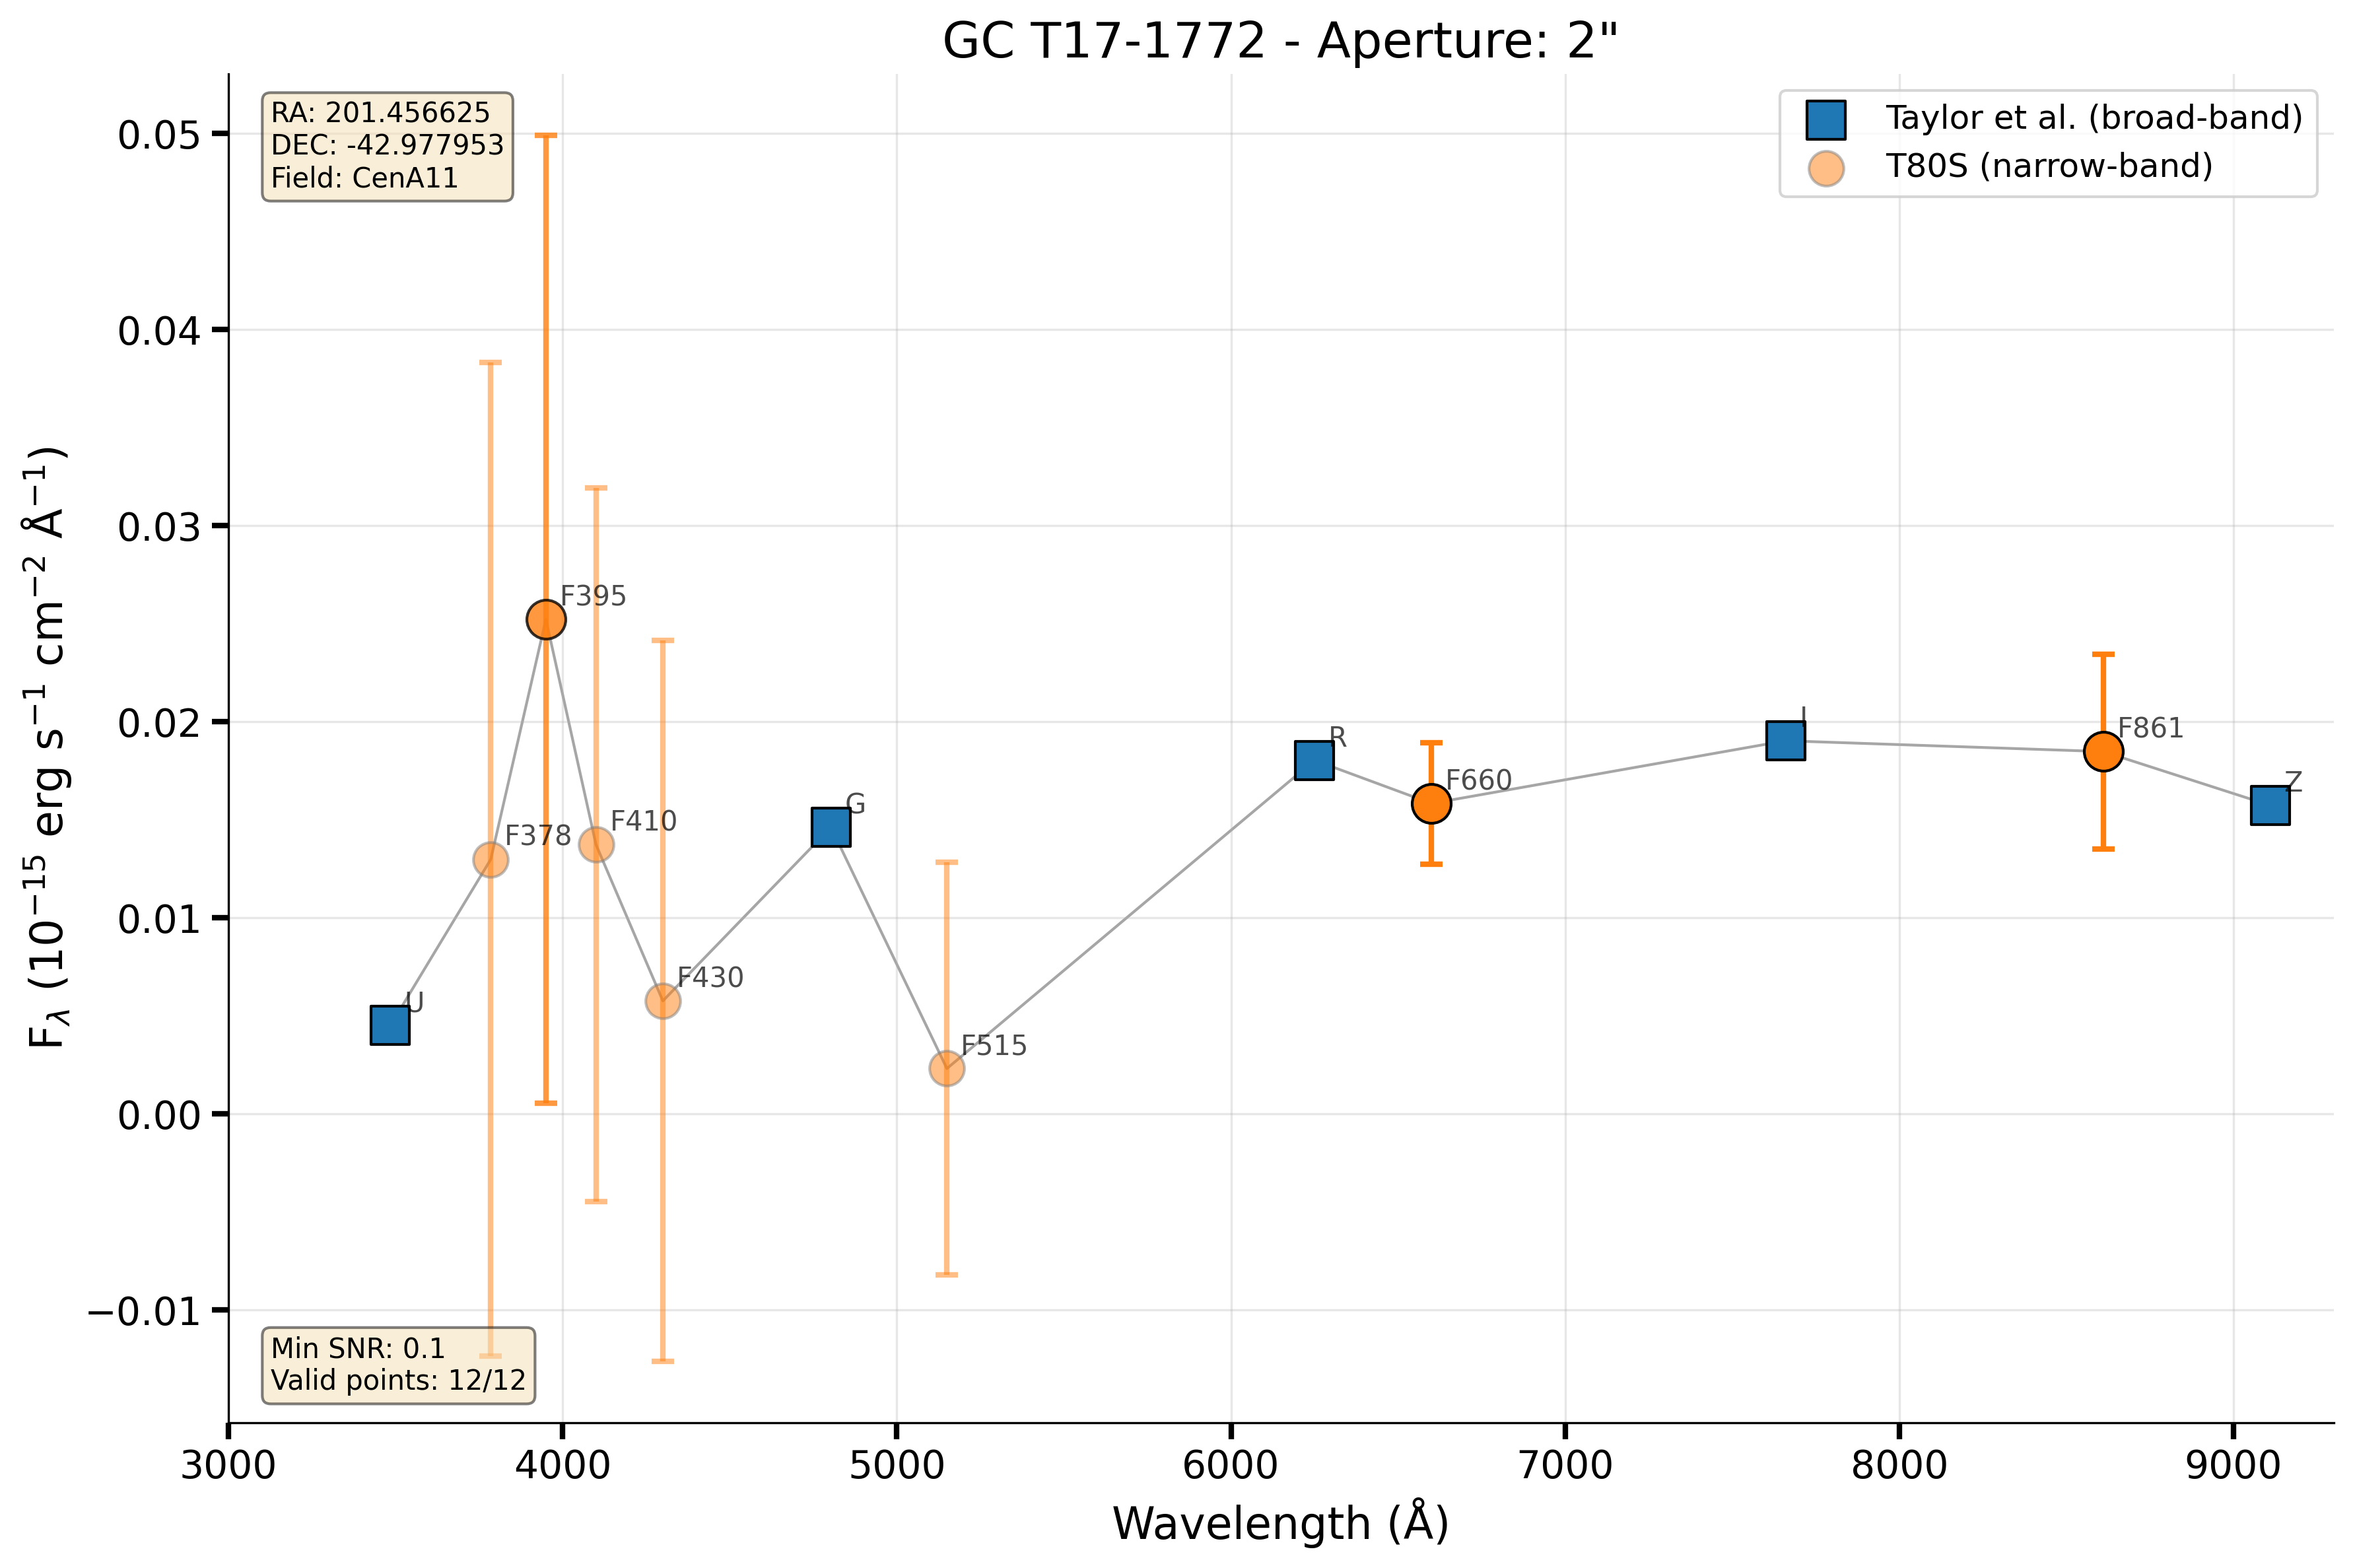 GC T17-1772 - Aperture: 2"
RA: 201.456625
DEC: -42.977953
Field: CenA11
Taylor et al. (broad-band)
T80S (narrow-band)
0.05
0.04
0.03
0.02
0.01
0.00
−0.01
F$_{λ}$ (10$^{−15}$ erg s$^{−1}$ cm$^{−2}$ Å$^{−1}$)
U
F378
F395
F410
F430
G
F515
R
F660
I
F861
Z
Min SNR: 0.1
Valid points: 12/12
3000 4000 5000 6000 7000 8000 9000
Wavelength (Å)